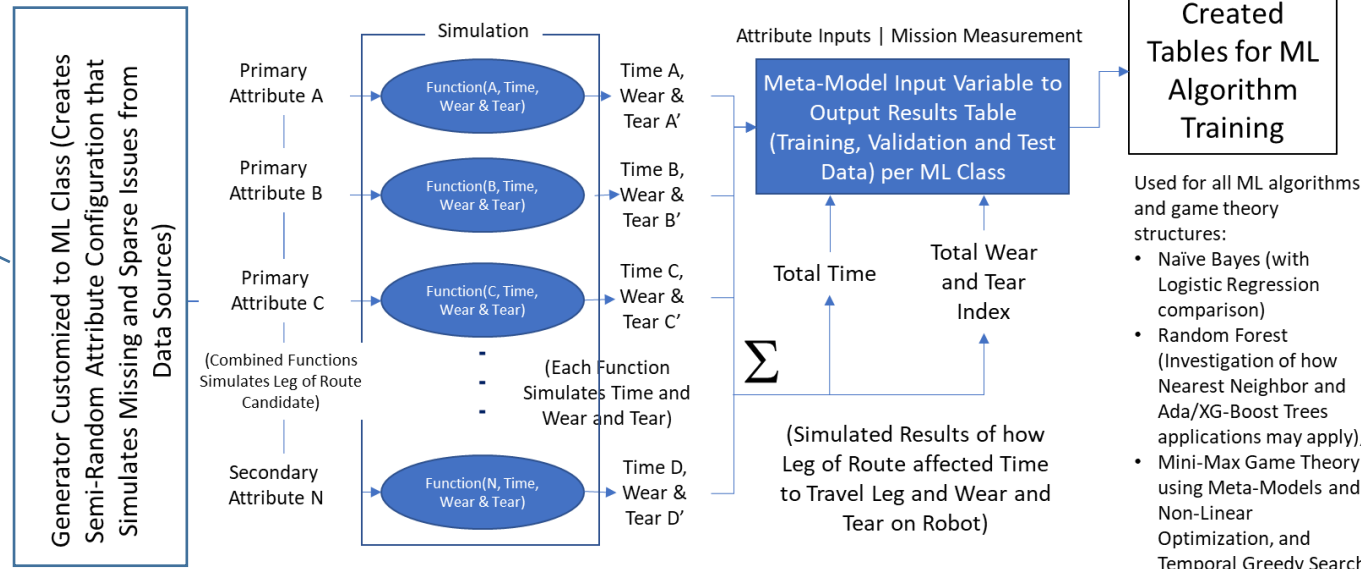 Generator Customized to ML Class (Creates
Semi-Random Attribute Configuration that
Simulates Missing and Sparse Issues from
Data Sources)
Primary
Attribute A
Primary
Attribute B
Primary
Attribute C
(Combined Functions
Simulates Leg of Route
Candidate)
Secondary
Attribute N
Simulation
Function(A, Time,
Wear & Tear)
Function(B, Time,
Wear & Tear)
Function(C, Time,
Wear & Tear)
-
-
-
Function(N, Time,
Wear & Tear)
Time A,
Wear &
Tear A’
Time B,
Wear &
Tear B’
Time C,
Wear &
Tear C’
(Each Function
Simulates Time and
Wear and Tear)
Time D,
Wear &
Tear D’
Attribute Inputs | Mission Measurement
Meta-Model Input Variable to
Output Results Table
(Training, Validation and Test
Data) per ML Class
Total Time
Total Wear
and Tear
Index
∑
(Simulated Results of how
Leg of Route affected Time
to Travel Leg and Wear and
Tear on Robot)
Created
Tables for ML
Algorithm
Training
Used for all ML algorithms
and game theory
structures:
• Naïve Bayes (with
Logistic Regression
comparison)
• Random Forest
(Investigation of how
Nearest Neighbor and
Ada/XG-Boost Trees
applications may apply),
• Mini-Max Game Theory
using Meta-Models and
Non-Linear
Optimization, and
Temporal Greedy Search